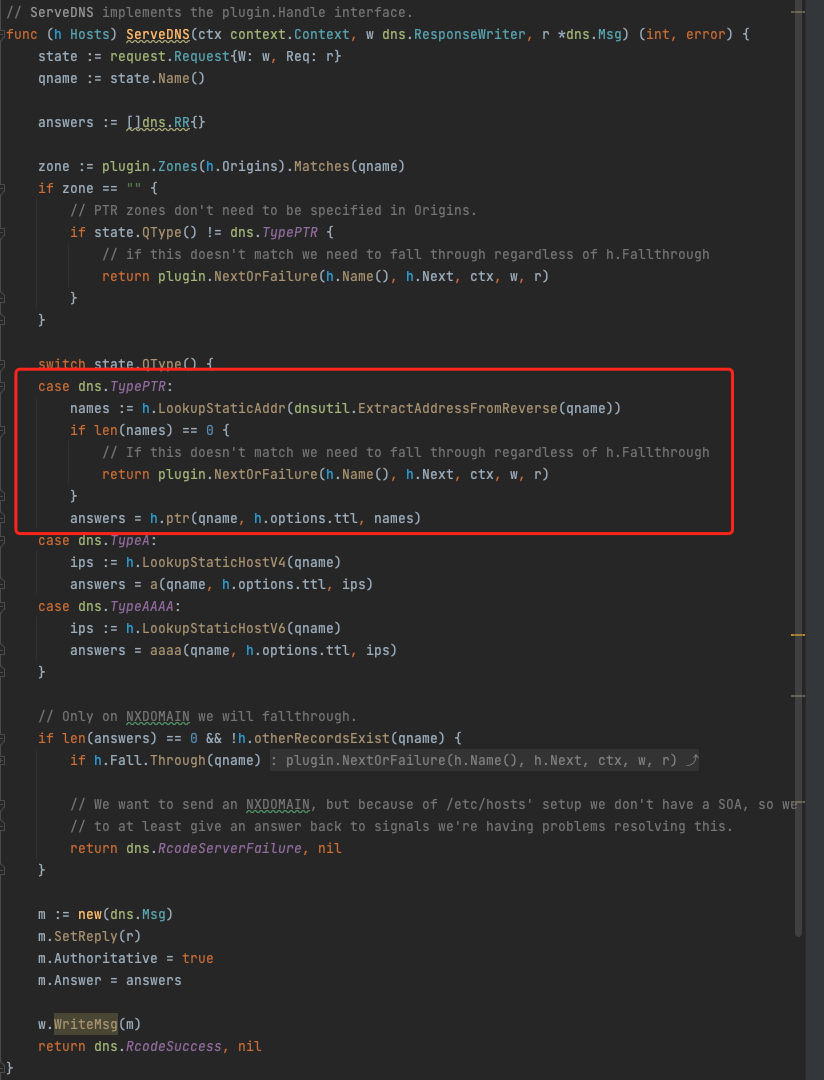 // ServeDNS implements the plugin.Handle interface.
func (h Hosts) ServeDNS(ctx context.Context, w dns.ResponseWriter, r *dns.Msg) (int, error) {
    state := request.Request{W: w, Req: r}
    qname := state.Name()

    answers := []dns.RR{}

    zone := plugin.Zones(h.Origins).Matches(qname)
    if zone == "" {
        // PTR zones don't need to be specified in Origins.
        if state.QType() != dns.TypePTR {
            // if this doesn't match we need to fall through regardless of h.Fallthrough
            return plugin.NextOrFailure(h.Name(), h.Next, ctx, w, r)
        }
    }

    switch state.QType() {
    case dns.TypePTR:
        names := h.LookupStaticAddr(dnsutil.ExtractAddressFromReverse(qname))
        if len(names) == 0 {
            // If this doesn't match we need to fall through regardless of h.Fallthrough
            return plugin.NextOrFailure(h.Name(), h.Next, ctx, w, r)
        }
        answers = h.ptr(qname, h.options.ttl, names)
    case dns.TypeA:
        ips := h.LookupStaticHostV4(qname)
        answers = a(qname, h.options.ttl, ips)
    case dns.TypeAAAA:
        ips := h.LookupStaticHostV6(qname)
        answers = aaaa(qname, h.options.ttl, ips)
    }

    // Only on NXDOMAIN we will fallthrough.
    if len(answers) == 0 && !h.otherRecordsExist(qname) {
        if h.Fall.Through(qname) : plugin.NextOrFailure(h.Name(), h.Next, ctx, w, r) ⤴

        // We want to send an NXDOMAIN, but because of /etc/hosts' setup we don't have a SOA, so we
        // to at least give an answer back to signals we're having problems resolving this.
        return dns.RcodeServerFailure, nil
    }

    m := new(dns.Msg)
    m.SetReply(r)
    m.Authoritative = true
    m.Answer = answers

    w.WriteMsg(m)
    return dns.RcodeSuccess, nil
}